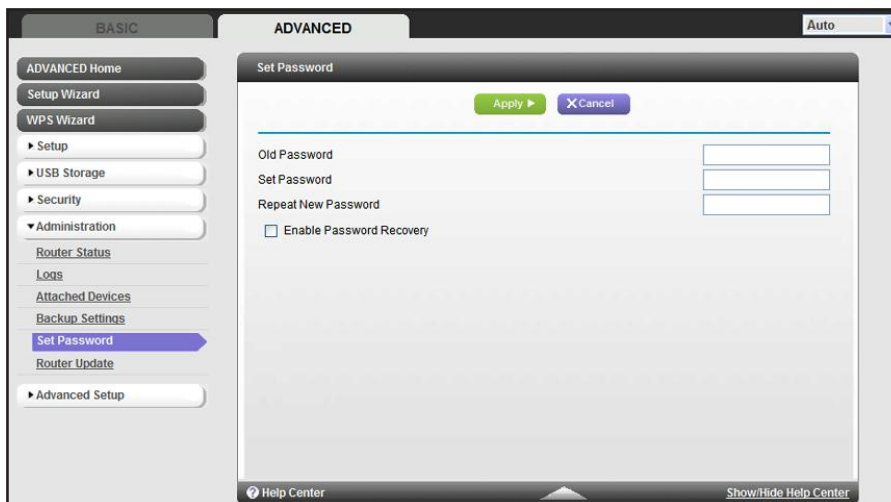 BASIC
ADVANCED
Auto
ADVANCED Home
Setup Wizard
WPS Wizard
Setup
USB Storage
Security
Administration
Router Status
Logs
Attached Devices
Backup Settings
Set Password
Router Update
Advanced Setup
Set Password
Apply
X Cancel
Old Password
Set Password
Repeat New Password
Enable Password Recovery
? Help Center
Show/Hide Help Center